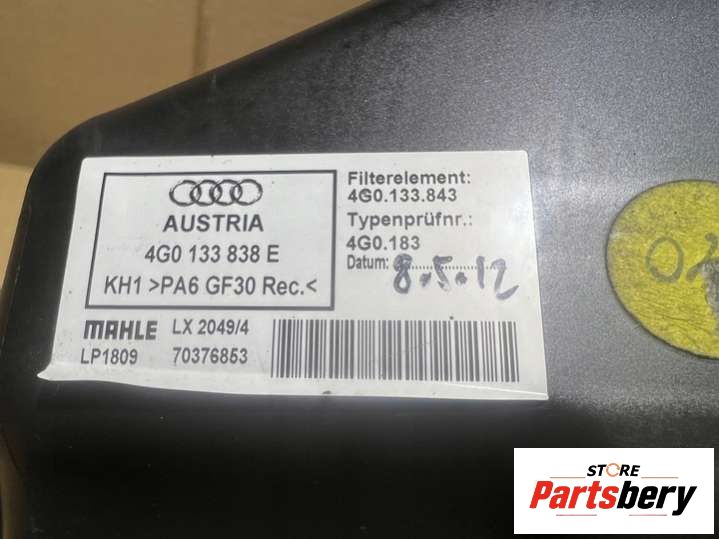 AUSTRIA
4G0 133 838 E
KH1 >PA6 GF30 Rec.<
Filterelement:
4G0.133.843
Typenprüfnr.:
4G0.183
Datum: 8.5.12
MAHLE LX 2049/4
LP1809 70376853
STORE
Partsbery